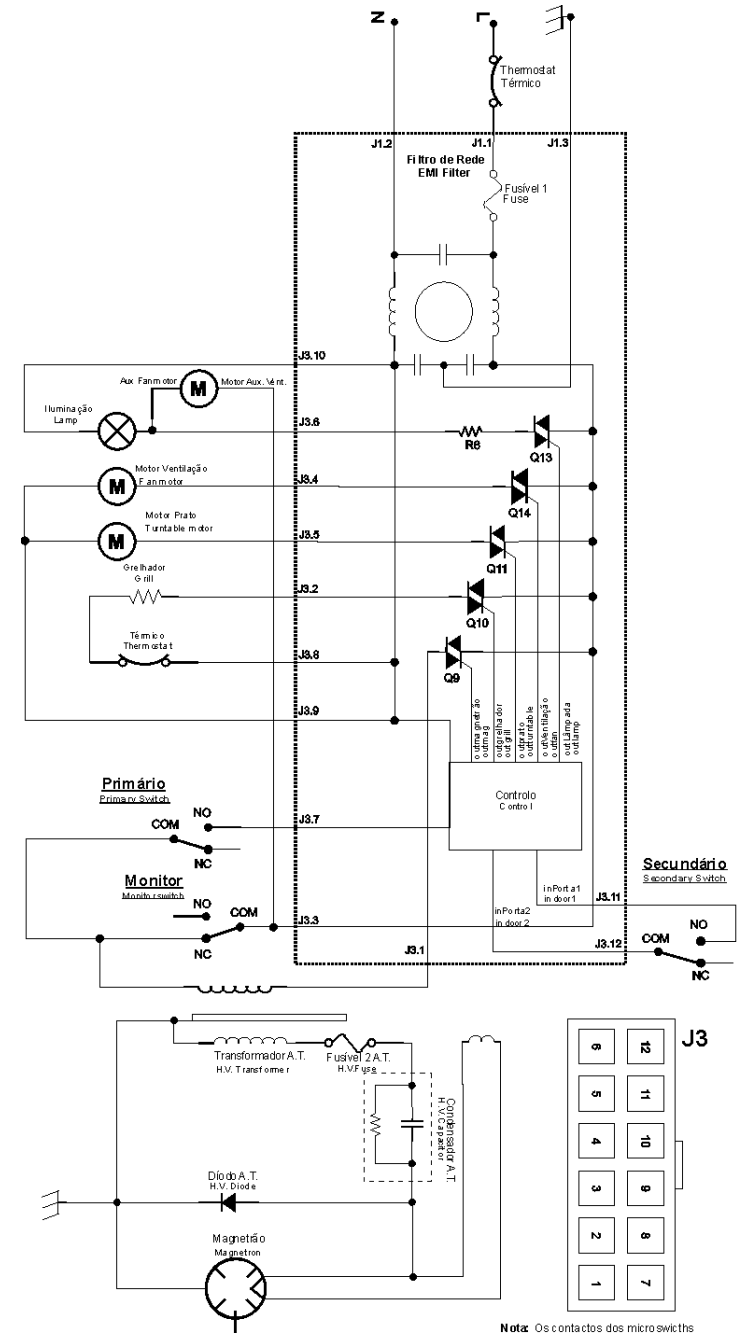 N
L
Thermostat
Térmico
J1.2
J1.1
J1.3
Filtro de Rede
EMI Filter
Fusível 1
Fuse
J3.10
Aux Fanmotor
Motor Aux. Vent.
M
Iluminação
Lamp
J3.6
R6
Q13
Motor Ventilação
Fanmotor
M
J3.4
Q14
Motor Prato
Turntable motor
M
J3.5
Q11
Grelhador
Grill
J3.2
Q10
Térmico
Thermostat
J3.8
Q9
J3.9
outmagnetrão
outmag
outgrelhador
outgrill
outprato
outturntable
outVentilação
outfan
outLâmpada
outlamp
Controlo
Control
Primário
Primary Switch
NO
COM
NC
J3.7
Monitor
Monitor switch
NO
COM
NC
J3.3
J3.1
inPorta1
indoor1
inPorta2
indoor2
J3.11
J3.12
Secundário
Secondary Switch
NO
COM
NC
Transformador A.T.
H.V. Transformer
Fusível 2 A.T.
H.V.Fuse
Condensador A.T.
H.V.Capacitor
Díodo A.T.
H.V. Diode
Magnetrão
Magnetron
J3
6 12
5 11
4 10
3 9
2 8
1 7
Nota: Os contactos dos microswicths